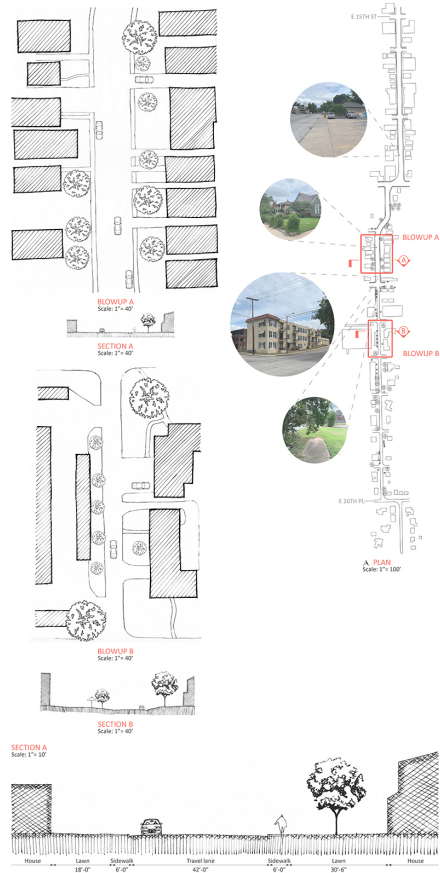 E 15TH ST
BLOWUP A
A
BLOWUP A
Scale: 1"= 40'
SECTION A
Scale: 1"= 40'
B
BLOWUP B
E 26TH PL
PLAN
Scale: 1"= 100'
BLOWUP B
Scale: 1"= 40'
SECTION B
Scale: 1"= 40'
SECTION A
Scale: 1"= 10'
House Lawn Sidewalk Travel lane Sidewalk Lawn House
18'-0" 6'-0" 42'-0" 6'-0" 30'-6"